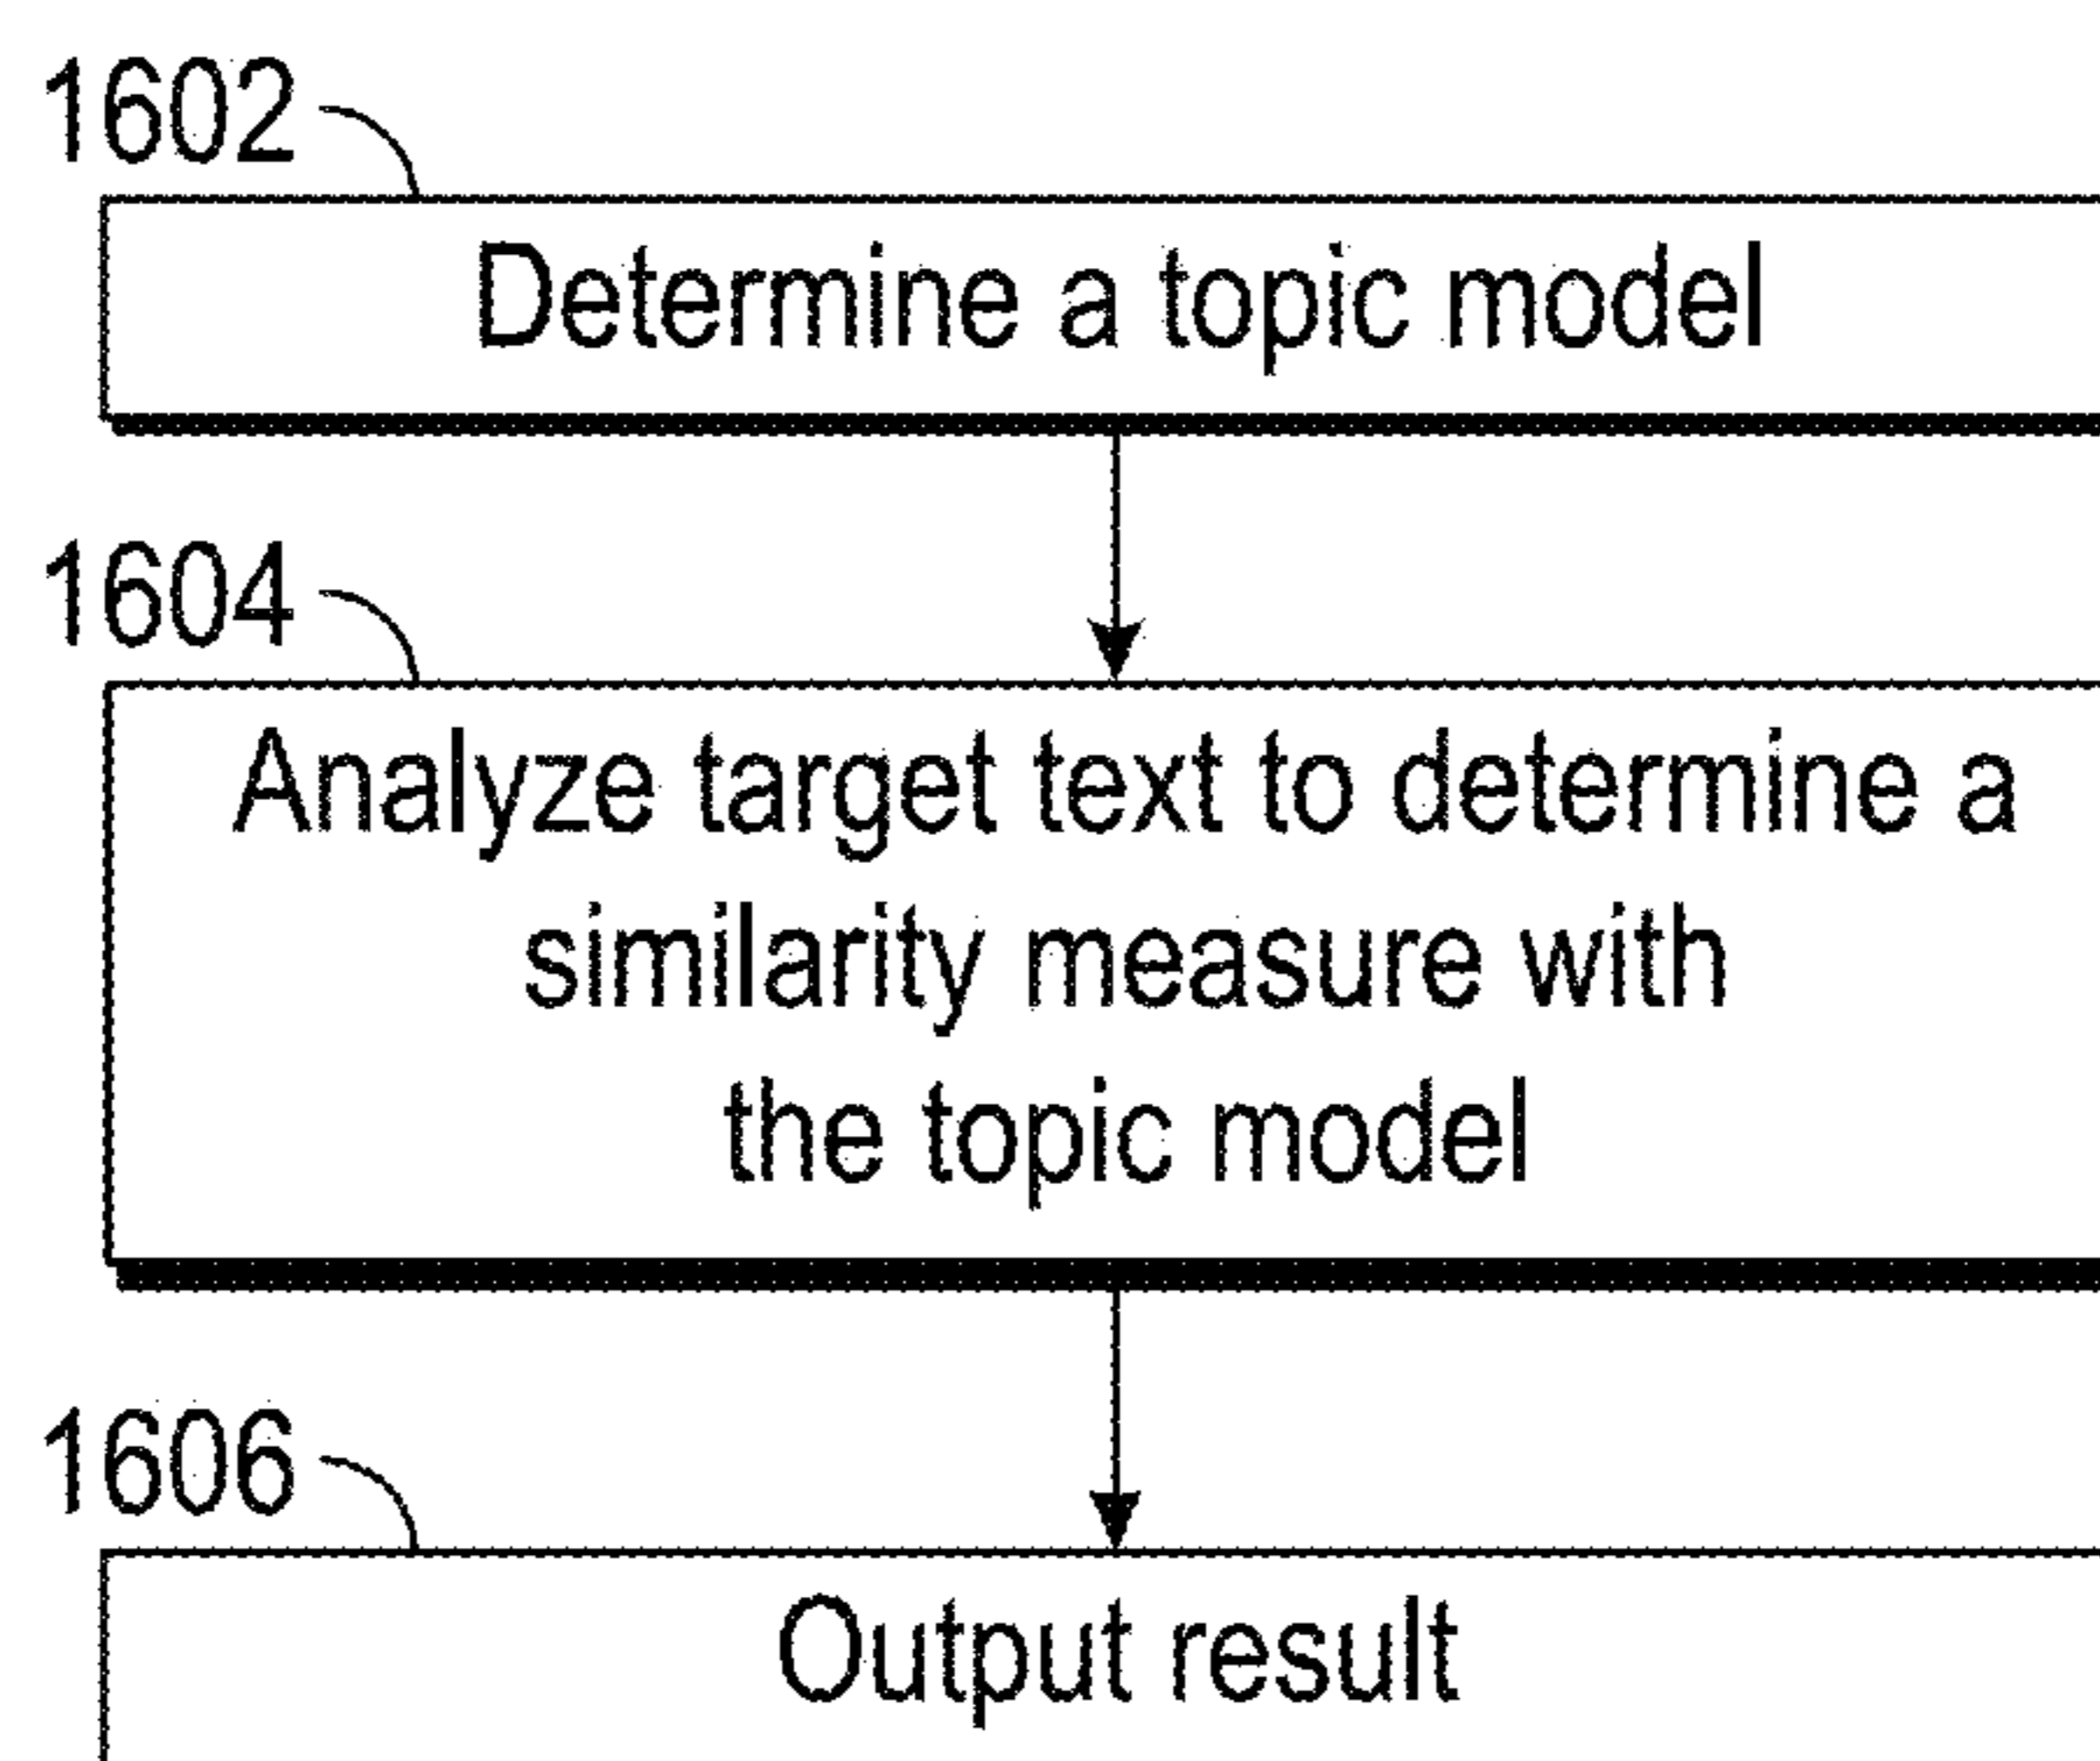 1602
Determine a topic model
1604
Analyze target text to determine a
similarity measure with
the topic model
1606
Output result